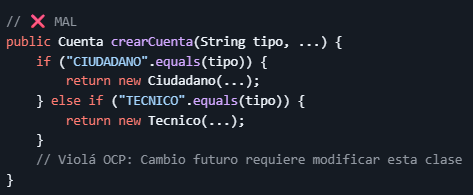 // ❌ MAL
public Cuenta crearCuenta(String tipo, ...) {
    if ("CIUDADANO".equals(tipo)) {
        return new Ciudadano(...);
    } else if ("TECNICO".equals(tipo)) {
        return new Tecnico(...);
    }
    // Violá OCP: Cambio futuro requiere modificar esta clase
}